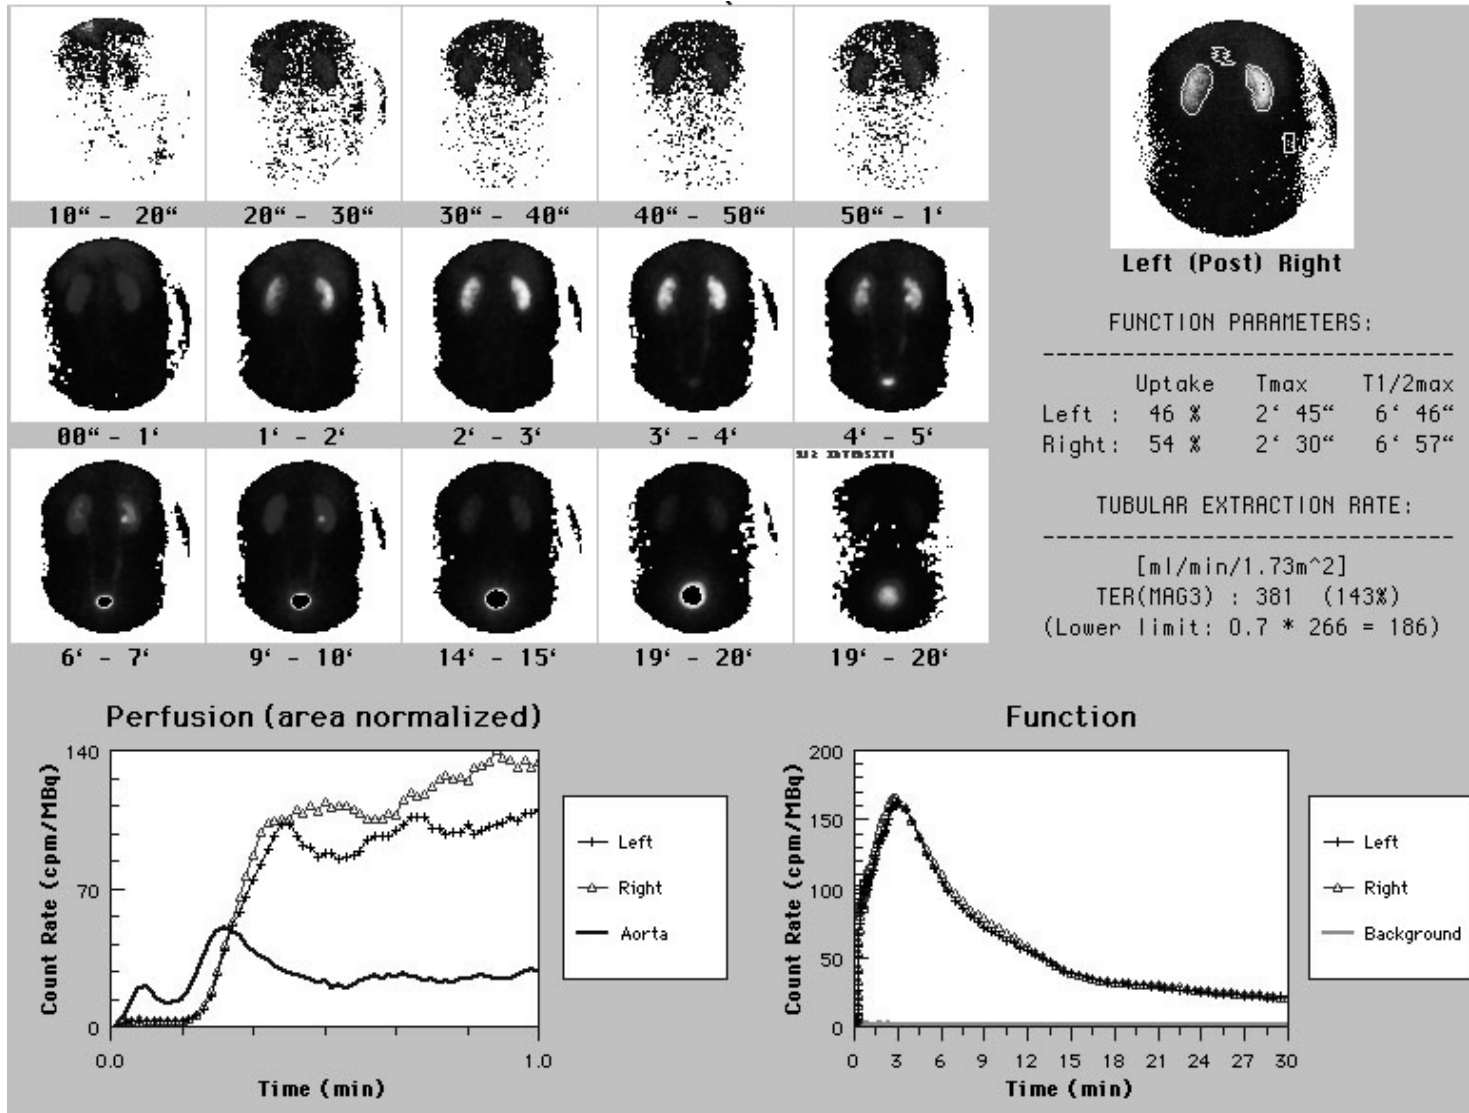 10“ - 20“
20“ - 30“
30“ - 40“
40“ - 50“
50“ - 1‘
Left (Post) Right
00“ - 1‘
1‘ - 2‘
2‘ - 3‘
3‘ - 4‘
4‘ - 5‘
6‘ - 7‘
9‘ - 10‘
14‘ - 15‘
19‘ - 20‘
19‘ - 20‘
FUNCTION PARAMETERS:
Uptake Tmax T1/2max
Left : 46 % 2‘ 45“ 6‘ 46“
Right: 54 % 2‘ 30“ 6‘ 57“
TUBULAR EXTRACTION RATE:
[ml/min/1.73m^2]
TER(MAG3) : 381 (143%)
(Lower limit: 0.7 * 266 = 186)
Perfusion (area normalized)
Count Rate (cpm/MBq)
140
70
0
0.0
1.0
Time (min)
Left
Right
Aorta
Function
Count Rate (cpm/MBq)
200
150
100
50
0
0 3 6 9 12 15 18 21 24 27 30
Time (min)
Left
Right
Background